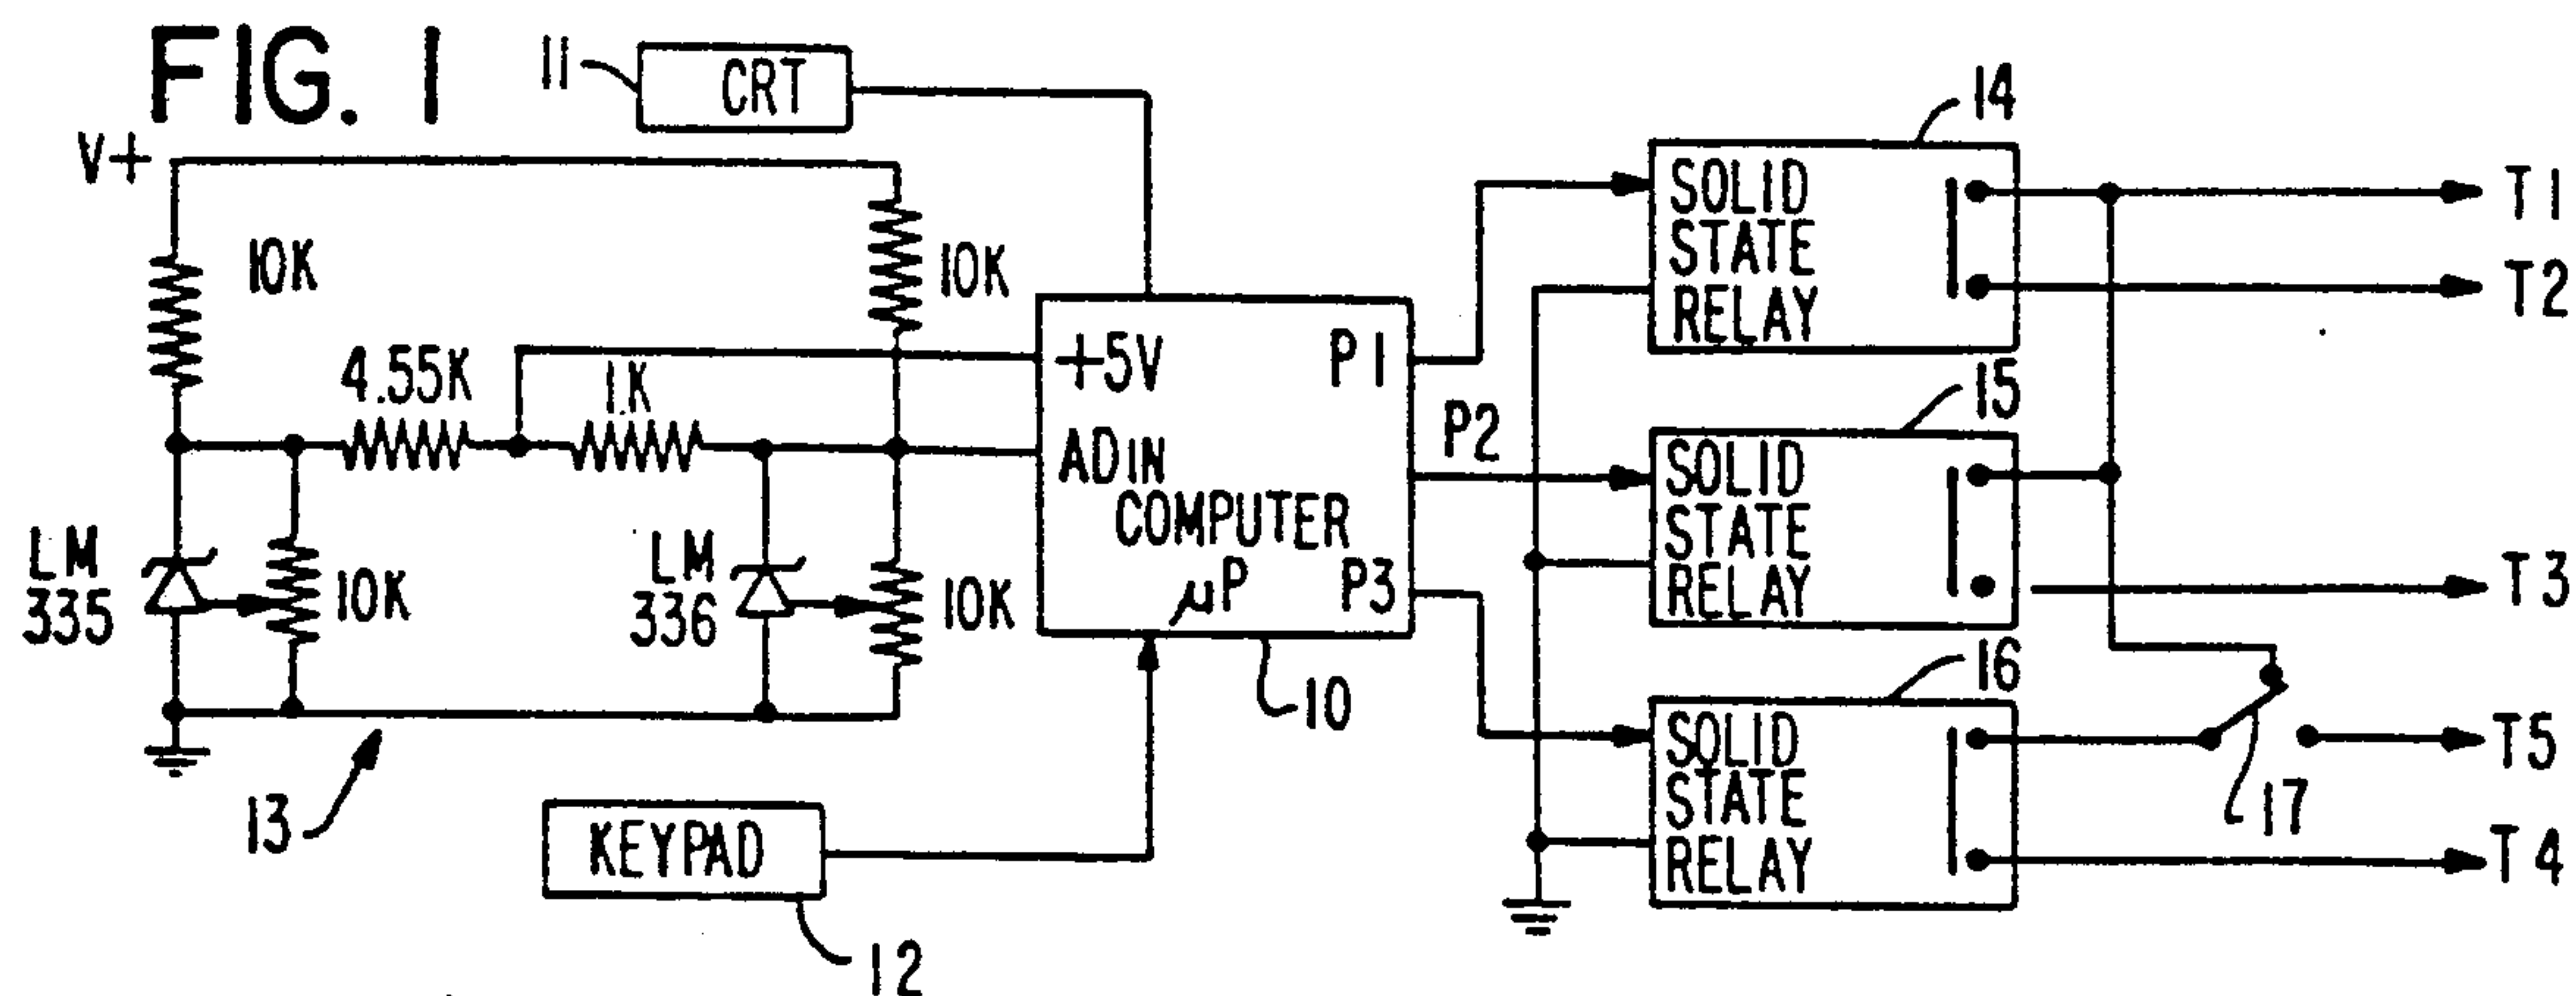 FIG. 1
11
CRT
V+
10K
10K
4.55K
1K
+5V
ADIN
COMPUTER
µP
P1
P2
P3
10
LM
335
10K
LM
336
10K
13
KEYPAD
12
14
SOLID
STATE
RELAY
15
SOLID
STATE
RELAY
16
SOLID
STATE
RELAY
17
T1
T2
T3
T5
T4